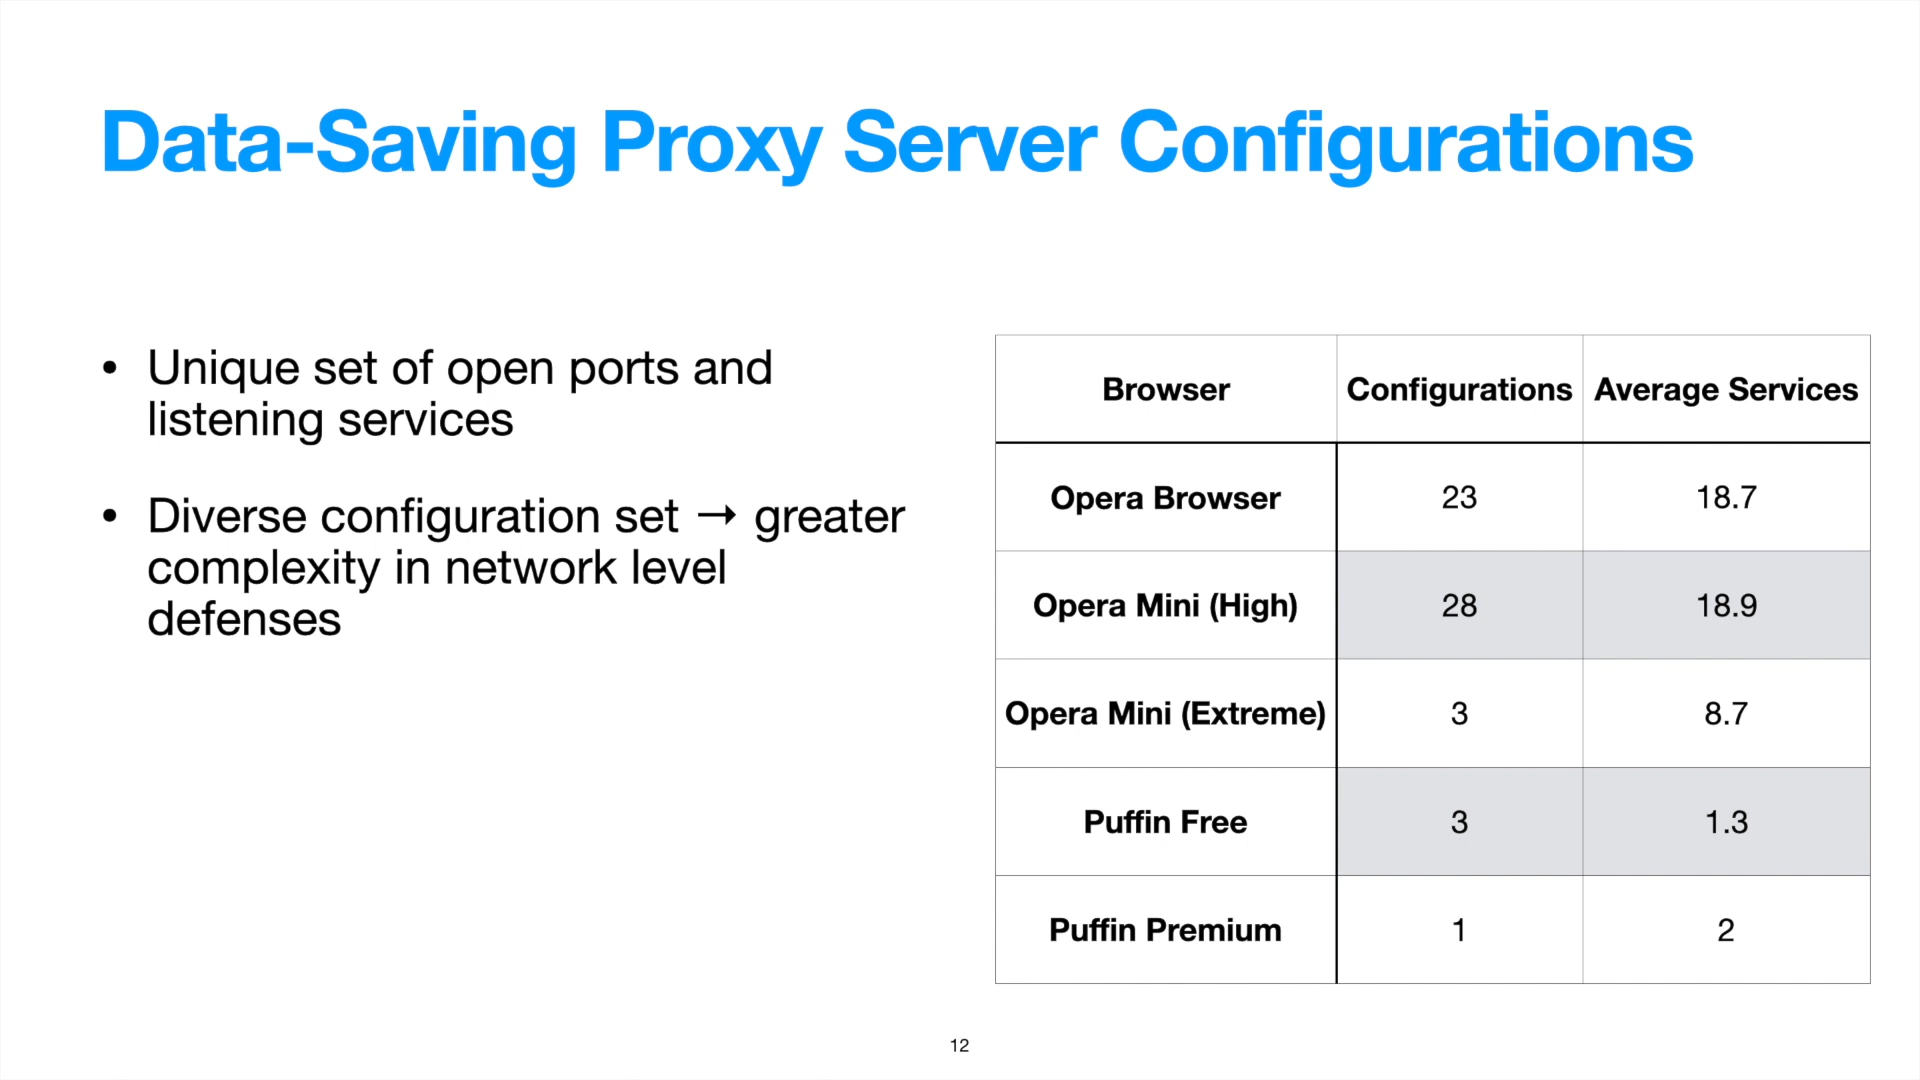 Data-Saving Proxy Server Configurations
• Unique set of open ports and
listening services
• Diverse configuration set → greater
complexity in network level
defenses
Browser Configurations Average Services
Opera Browser 23 18.7
Opera Mini (High) 28 18.9
Opera Mini (Extreme) 3 8.7
Puffin Free 3 1.3
Puffin Premium 1 2
12